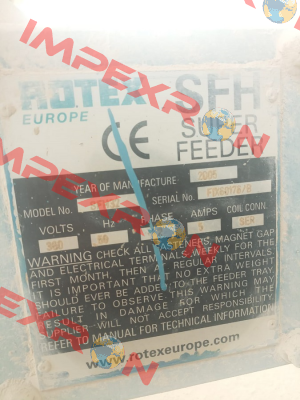 IMPEXPRON
ROTEX SFH
EUROPE
CE SUPER
FEEDER
YEAR OF MANUFACTURE 2005
MODEL No. SERIAL No.
VOLTS Hz PHASE AMPS COIL CONN.
380 SER
WARNING CHECK ALL FASTENERS, MAGNET GAP
AND ELECTRICAL TERMINALS WEEKLY FOR THE
FIRST MONTH, THEN AT REGULAR INTERVALS
IT IS IMPORTANT THAT NO EXTRA WEIGHT
SHOULD EVER BE ADDED TO THE FEEDER TRAY.
FAILURE TO OBSERVE THIS WARNING MAY
RESULT IN DAMAGE FOR WHICH THE
SUPPLIER WILL NOT ACCEPT RESPONSIBILITY
REFER TO MANUAL FOR TECHNICAL INFORMATION
www.rotexeurope.com